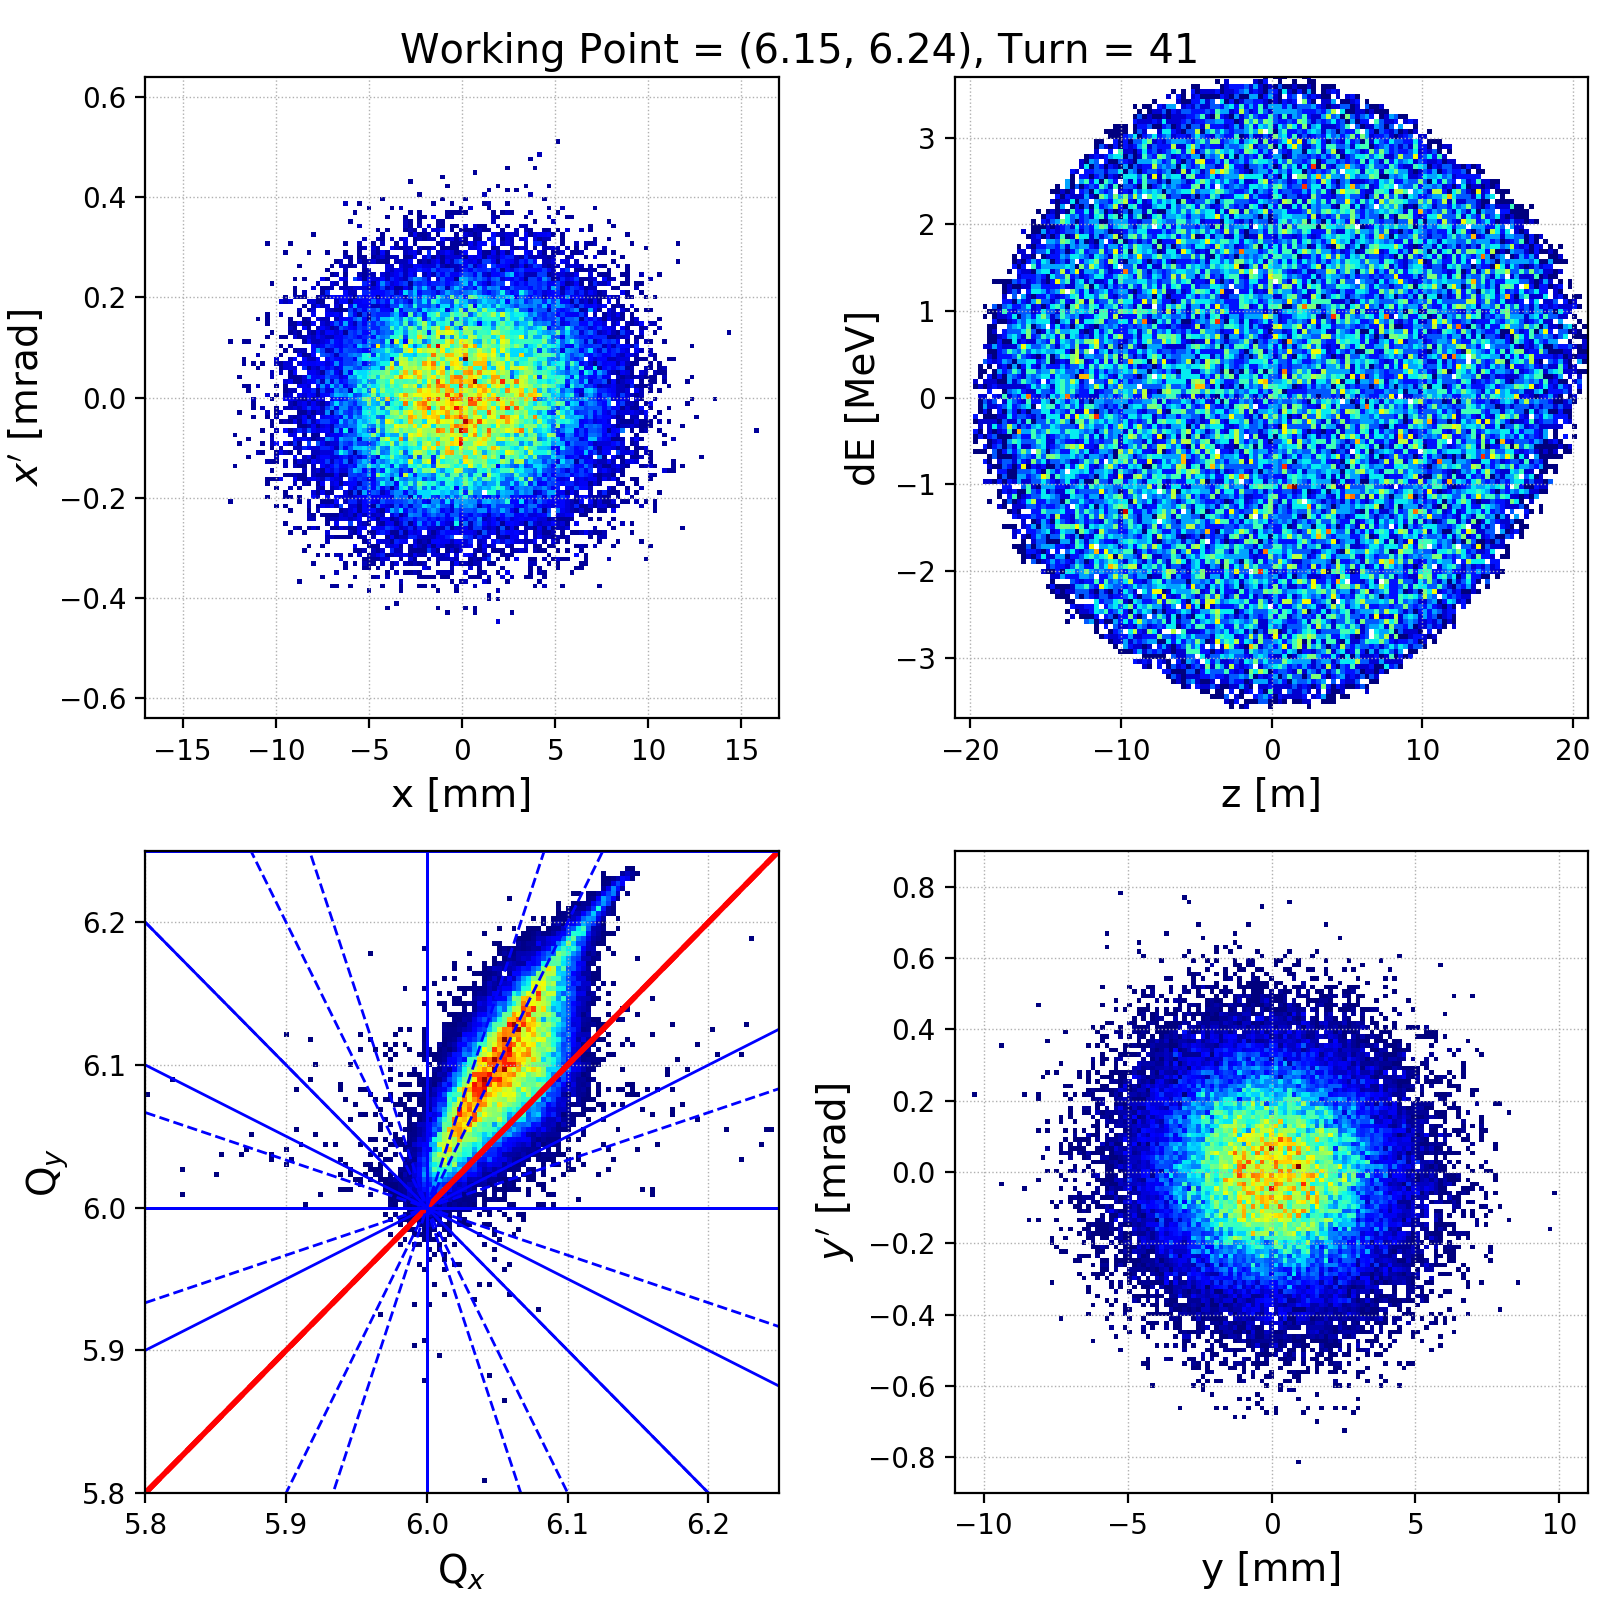 Working Point = (6.15, 6.24), Turn = 41
0.6
0.4
0.2
0.0
−0.2
−0.4
−0.6
x′ [mrad]
−15 −10 −5 0 5 10 15
x [mm]
3
2
1
0
−1
−2
−3
dE [MeV]
−20 −10 0 10 20
z [m]
6.2
6.1
6.0
5.9
5.8
Qy
5.8 5.9 6.0 6.1 6.2
Qx
0.8
0.6
0.4
0.2
0.0
−0.2
−0.4
−0.6
−0.8
y′ [mrad]
−10 −5 0 5 10
y [mm]